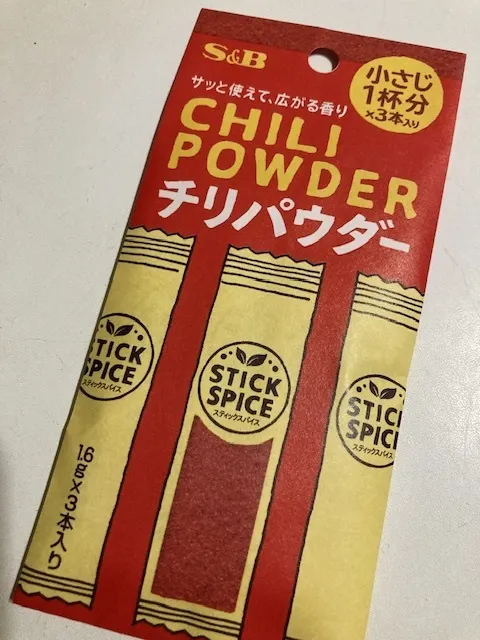 S&B
サッと使えて、広がる香り
小さじ
1杯分
×3本入り
CHILI
POWDER
チリパウダー
STICK
SPICE
スティックスパイス
STICK
SPICE
スティックスパイス
STICK
SPICE
スティックスパイス
1.6g×3本入り